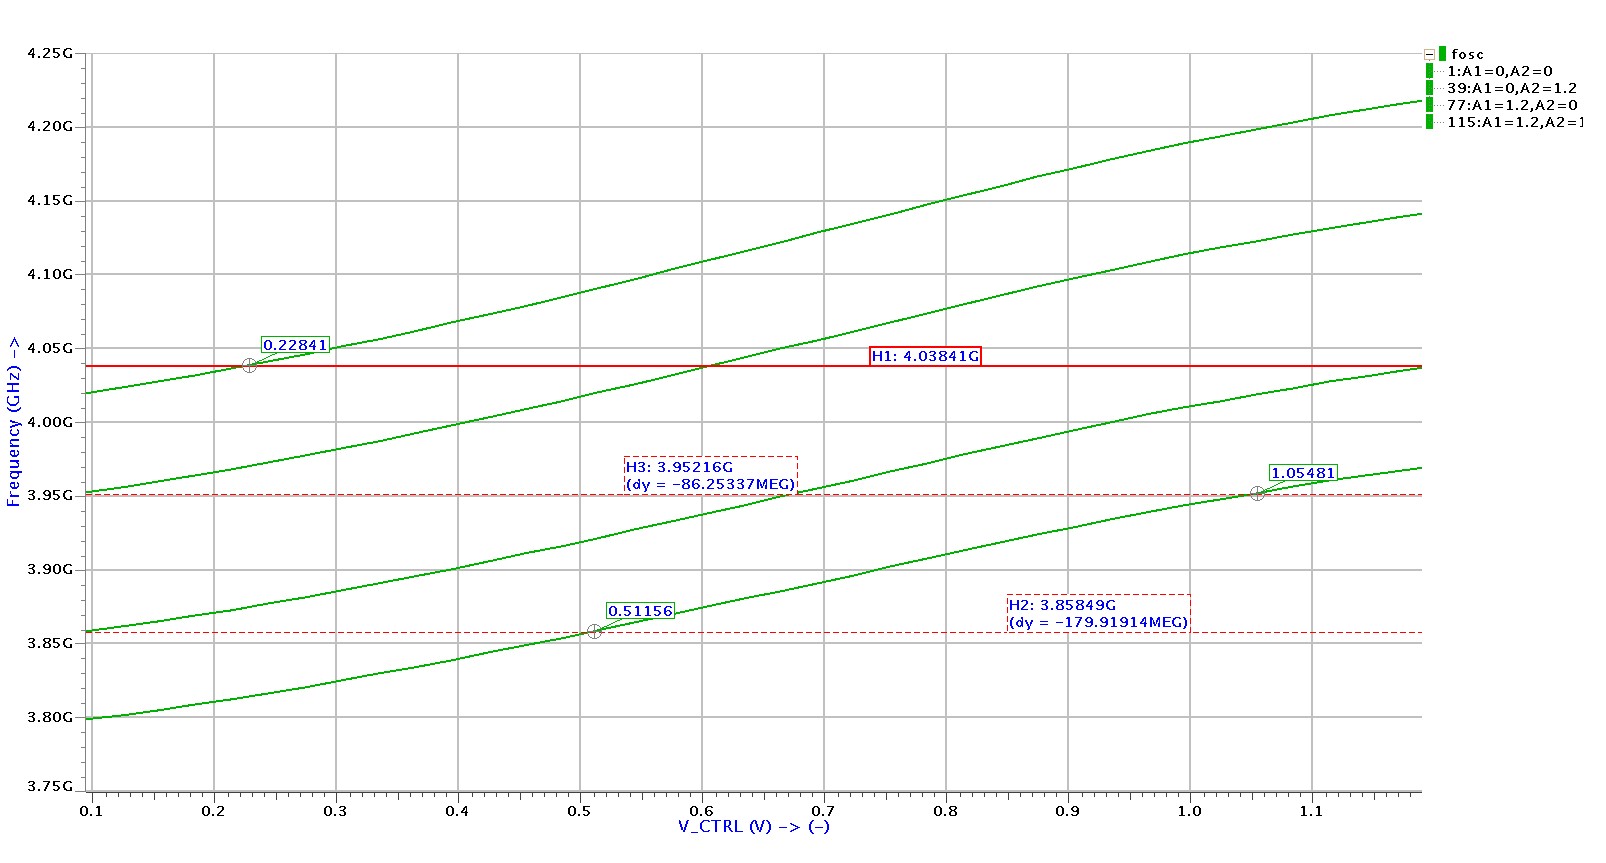 4.25G
4.20G
4.15G
4.10G
4.05G
4.00G
3.95G
3.90G
3.85G
3.80G
3.75G
Frequency (GHz) −>
0.22841
H1: 4.03841G
H3: 3.95216G
(dy = −86.25337MEG)
1.05481
0.51156
H2: 3.85849G
(dy = −179.91914MEG)
0.1 0.2 0.3 0.4 0.5 0.6 0.7 0.8 0.9 1.0 1.1
V_CTRL (V) −> (−)
fosc
1:A1=0,A2=0
39:A1=0,A2=1.2
77:A1=1.2,A2=0
115:A1=1.2,A2=1